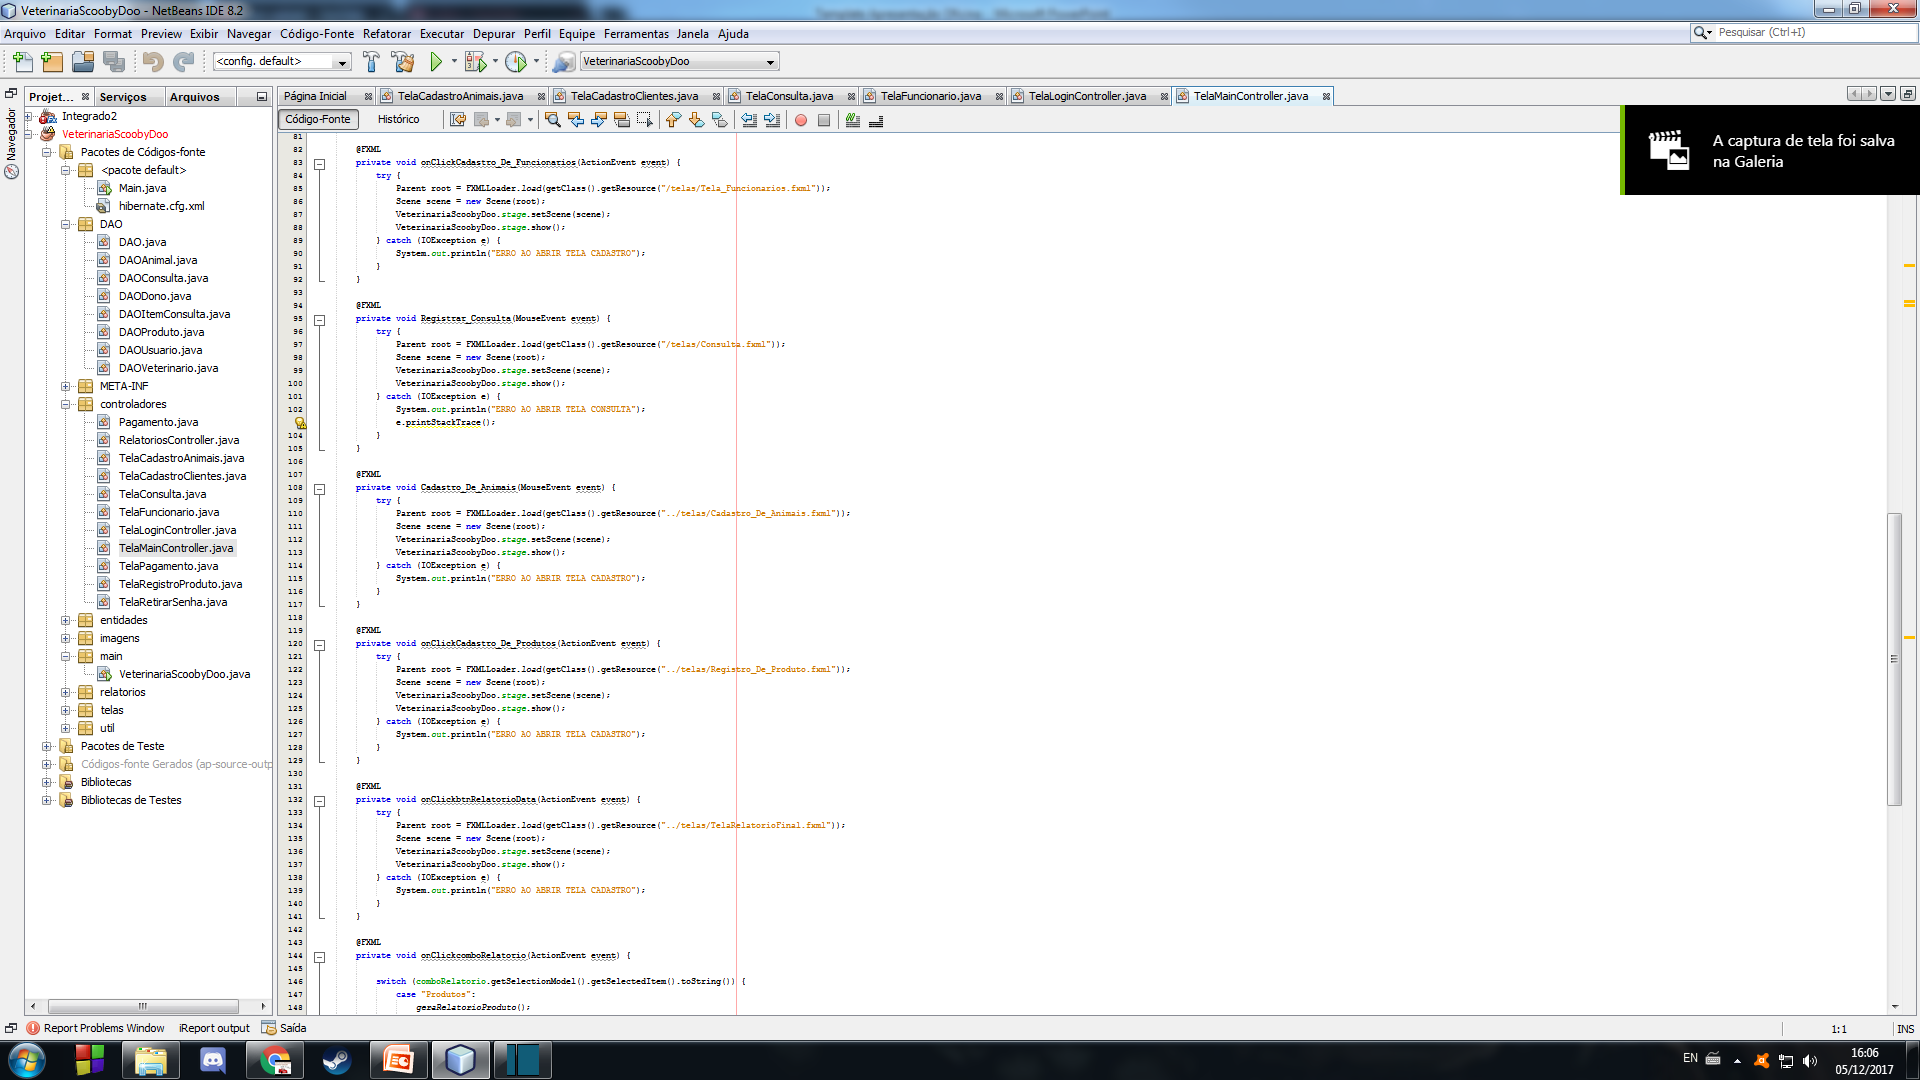 VeterinariaScoobyDoo - NetBeans IDE 8.2
Arquivo Editar Format Preview Exibir Navegar Código-Fonte Refatorar Executar Depurar Perfil Equipe Ferramentas Janela Ajuda
Pesquisar (Ctrl+I)
<config. default>
VeterinariaScoobyDoo
Projet... Serviços Arquivos
Página Inicial TelaCadastroAnimais.java TelaCadastroClientes.java TelaConsulta.java TelaFuncionario.java TelaLoginController.java TelaMainController.java
Código-Fonte Histórico
A captura de tela foi salva
na Galeria
Navegador
Integrado2
VeterinariaScoobyDoo
Pacotes de Códigos-fonte
<pacote default>
Main.java
hibernate.cfg.xml
DAO
DAO.java
DAOAnimal.java
DAOConsulta.java
DAODono.java
DAOItemConsulta.java
DAOProduto.java
DAOUsuario.java
DAOVeterinario.java
META-INF
controladores
Pagamento.java
RelatoriosController.java
TelaCadastroAnimais.java
TelaCadastroClientes.java
TelaConsulta.java
TelaFuncionario.java
TelaLoginController.java
TelaMainController.java
TelaPagamento.java
TelaRegistroProduto.java
TelaRetirarSenha.java
entidades
imagens
main
VeterinariaScoobyDoo.java
relatorios
telas
util
Pacotes de Teste
Códigos-fonte Gerados (ap-source-outp
Bibliotecas
Bibliotecas de Testes
81
82 @FXML
83 private void onClickCadastro_De_Funcionarios(ActionEvent event) {
84 try {
85 Parent root = FXMLLoader.load(getClass().getResource("/telas/Tela_Funcionarios.fxml"));
86 Scene scene = new Scene(root);
87 VeterinariaScoobyDoo.stage.setScene(scene);
88 VeterinariaScoobyDoo.stage.show();
89 } catch (IOException e) {
90 System.out.println("ERRO AO ABRIR TELA CADASTRO");
91 }
92 }
93
94 @FXML
95 private void Registrar_Consulta(MouseEvent event) {
96 try {
97 Parent root = FXMLLoader.load(getClass().getResource("/telas/Consulta.fxml"));
98 Scene scene = new Scene(root);
99 VeterinariaScoobyDoo.stage.setScene(scene);
100 VeterinariaScoobyDoo.stage.show();
101 } catch (IOException e) {
102 System.out.println("ERRO AO ABRIR TELA CONSULTA");
e.printStackTrace();
104 }
105 }
106
107 @FXML
108 private void Cadastro_De_Animais(MouseEvent event) {
109 try {
110 Parent root = FXMLLoader.load(getClass().getResource("../telas/Cadastro_De_Animais.fxml"));
111 Scene scene = new Scene(root);
112 VeterinariaScoobyDoo.stage.setScene(scene);
113 VeterinariaScoobyDoo.stage.show();
114 } catch (IOException e) {
115 System.out.println("ERRO AO ABRIR TELA CADASTRO");
116 }
117 }
118
119 @FXML
120 private void onClickCadastro_De_Produtos(ActionEvent event) {
121 try {
122 Parent root = FXMLLoader.load(getClass().getResource("../telas/Registro_De_Produto.fxml"));
123 Scene scene = new Scene(root);
124 VeterinariaScoobyDoo.stage.setScene(scene);
125 VeterinariaScoobyDoo.stage.show();
126 } catch (IOException e) {
127 System.out.println("ERRO AO ABRIR TELA CADASTRO");
128 }
129 }
130
131 @FXML
132 private void onClickbtnRelatorioData(ActionEvent event) {
133 try {
134 Parent root = FXMLLoader.load(getClass().getResource("../telas/TelaRelatorioFinal.fxml"));
135 Scene scene = new Scene(root);
136 VeterinariaScoobyDoo.stage.setScene(scene);
137 VeterinariaScoobyDoo.stage.show();
138 } catch (IOException e) {
139 System.out.println("ERRO AO ABRIR TELA CADASTRO");
140 }
141 }
142
143 @FXML
144 private void onClickcomboRelatorio(ActionEvent event) {
145
146 switch (comboRelatorio.getSelectionModel().getSelectedItem().toString()) {
147 case "Produtos":
148 geraRelatorioProduto();
Report Problems Window iReport output Saída
1:1 INS
EN
16:06
05/12/2017